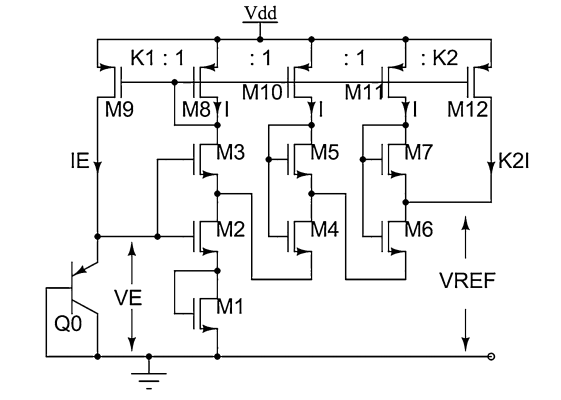 Vdd
K1 : 1 : 1 : 1 : K2
M9 M8 M10 M11 M12
I I I
IE M3 M5 M7 K2I
M2 M4 M6
VE VREF
Q0 M1